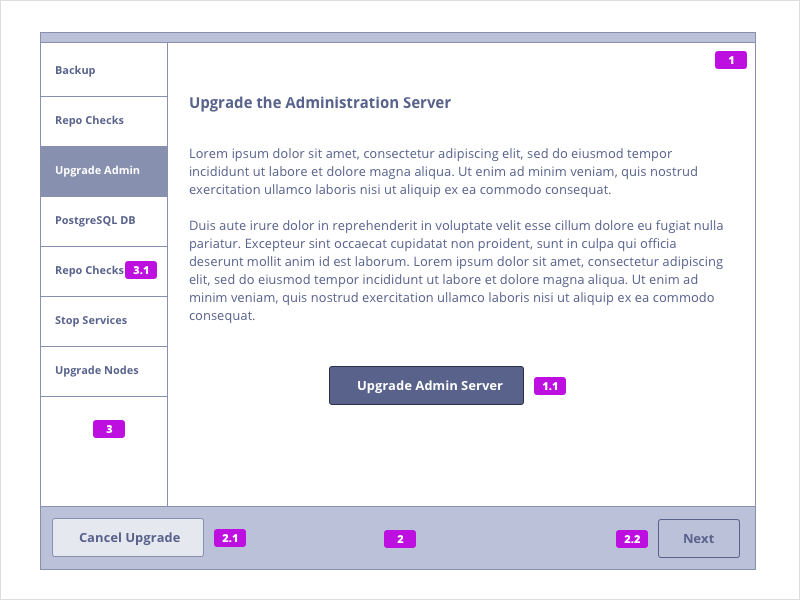 Backup
Repo Checks
Upgrade Admin
PostgreSQL DB
Repo Checks 3.1
Stop Services
Upgrade Nodes
3
1
Upgrade the Administration Server
Lorem ipsum dolor sit amet, consectetur adipiscing elit, sed do eiusmod tempor
incididunt ut labore et dolore magna aliqua. Ut enim ad minim veniam, quis nostrud
exercitation ullamco laboris nisi ut aliquip ex ea commodo consequat.
Duis aute irure dolor in reprehenderit in voluptate velit esse cillum dolore eu fugiat nulla
pariatur. Excepteur sint occaecat cupidatat non proident, sunt in culpa qui officia
deserunt mollit anim id est laborum. Lorem ipsum dolor sit amet, consectetur adipiscing
elit, sed do eiusmod tempor incididunt ut labore et dolore magna aliqua. Ut enim ad
minim veniam, quis nostrud exercitation ullamco laboris nisi ut aliquip ex ea commodo
consequat.
Upgrade Admin Server 1.1
Cancel Upgrade 2.1 2 2.2 Next